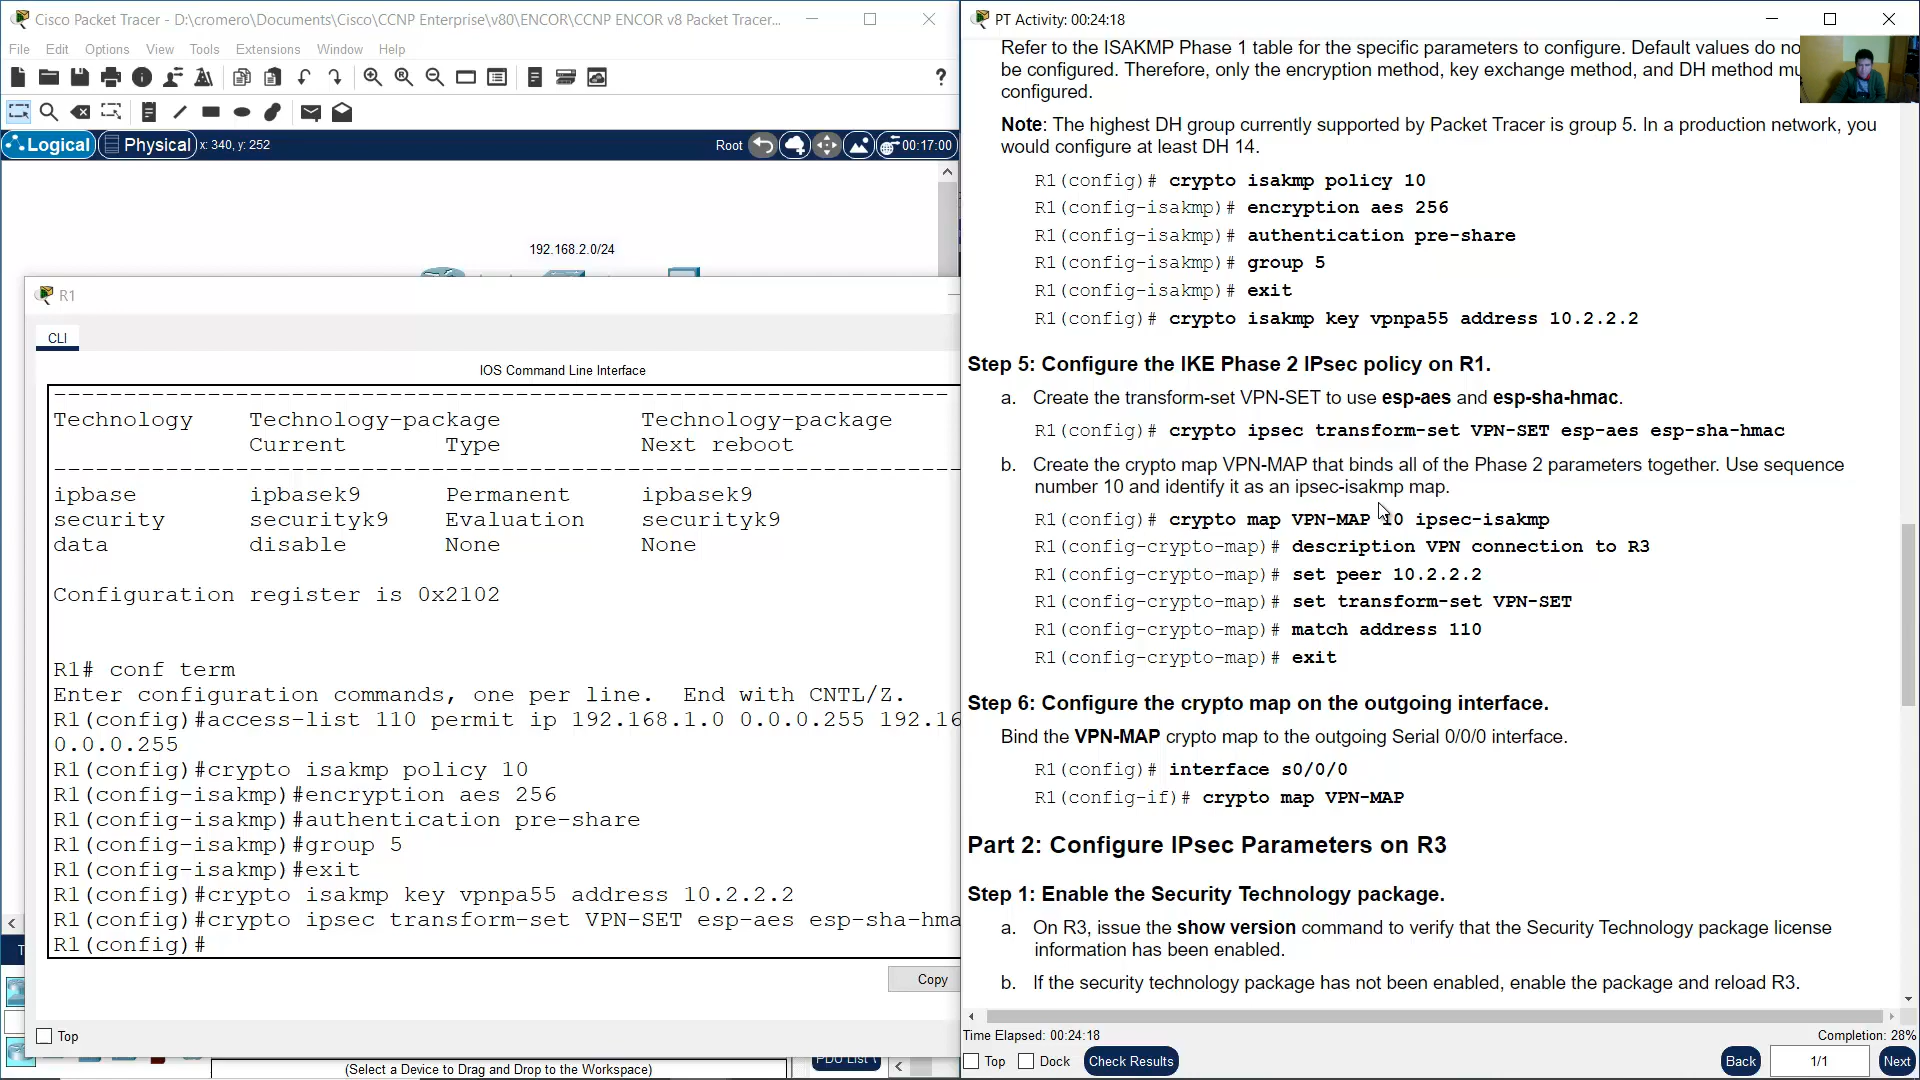 Cisco Packet Tracer - D:\cromero\Documents\Cisco\CCNP Enterprise\v80\ENCOR\CCNP ENCOR v8 Packet Tracer...
File Edit Options View Tools Extensions Window Help
?
Logical Physical x: 340, y: 252 Root 00:17:00
192.168.2.0/24
R1
CLI
IOS Command Line Interface
Technology Technology-package Technology-package
Current Type Next reboot
ipbase ipbasek9 Permanent ipbasek9
security securityk9 Evaluation securityk9
data disable None None
Configuration register is 0x2102
R1# conf term
Enter configuration commands, one per line. End with CNTL/Z.
R1(config)#access-list 110 permit ip 192.168.1.0 0.0.0.255 192.16
0.0.0.255
R1(config)#crypto isakmp policy 10
R1(config-isakmp)#encryption aes 256
R1(config-isakmp)#authentication pre-share
R1(config-isakmp)#group 5
R1(config-isakmp)#exit
R1(config)#crypto isakmp key vpnpa55 address 10.2.2.2
R1(config)#crypto ipsec transform-set VPN-SET esp-aes esp-sha-hma
R1(config)#
Copy
Top
(Select a Device to Drag and Drop to the Workspace)
PT Activity: 00:24:18
Refer to the ISAKMP Phase 1 table for the specific parameters to configure. Default values do no
be configured. Therefore, only the encryption method, key exchange method, and DH method mu
configured.
Note: The highest DH group currently supported by Packet Tracer is group 5. In a production network, you
would configure at least DH 14.
R1(config)# crypto isakmp policy 10
R1(config-isakmp)# encryption aes 256
R1(config-isakmp)# authentication pre-share
R1(config-isakmp)# group 5
R1(config-isakmp)# exit
R1(config)# crypto isakmp key vpnpa55 address 10.2.2.2
Step 5: Configure the IKE Phase 2 IPsec policy on R1.
a. Create the transform-set VPN-SET to use esp-aes and esp-sha-hmac.
R1(config)# crypto ipsec transform-set VPN-SET esp-aes esp-sha-hmac
b. Create the crypto map VPN-MAP that binds all of the Phase 2 parameters together. Use sequence
number 10 and identify it as an ipsec-isakmp map.
R1(config)# crypto map VPN-MAP 10 ipsec-isakmp
R1(config-crypto-map)# description VPN connection to R3
R1(config-crypto-map)# set peer 10.2.2.2
R1(config-crypto-map)# set transform-set VPN-SET
R1(config-crypto-map)# match address 110
R1(config-crypto-map)# exit
Step 6: Configure the crypto map on the outgoing interface.
Bind the VPN-MAP crypto map to the outgoing Serial 0/0/0 interface.
R1(config)# interface s0/0/0
R1(config-if)# crypto map VPN-MAP
Part 2: Configure IPsec Parameters on R3
Step 1: Enable the Security Technology package.
a. On R3, issue the show version command to verify that the Security Technology package license
information has been enabled.
b. If the security technology package has not been enabled, enable the package and reload R3.
Time Elapsed: 00:24:18 Completion: 28%
Top Dock Check Results Back 1/1 Next